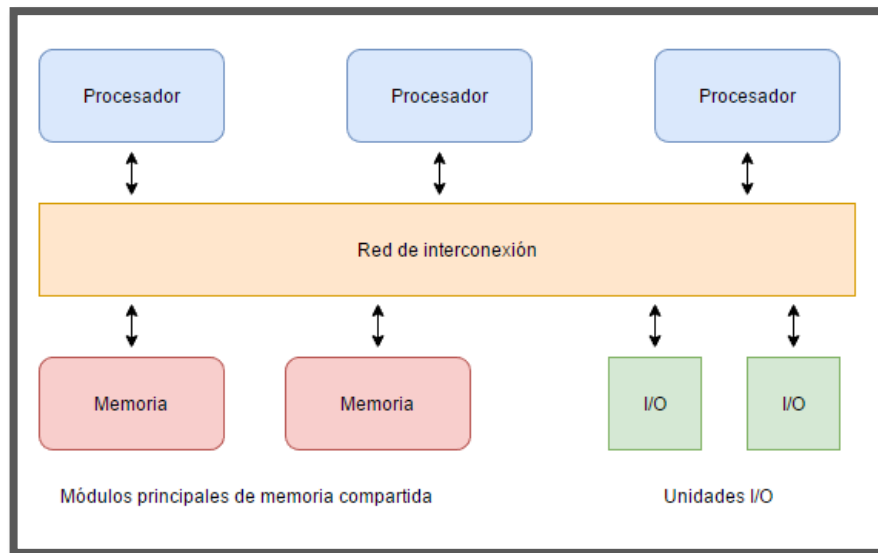 Procesador
Procesador
Procesador
Red de interconexión
Memoria
Memoria
I/O
I/O
Módulos principales de memoria compartida
Unidades I/O